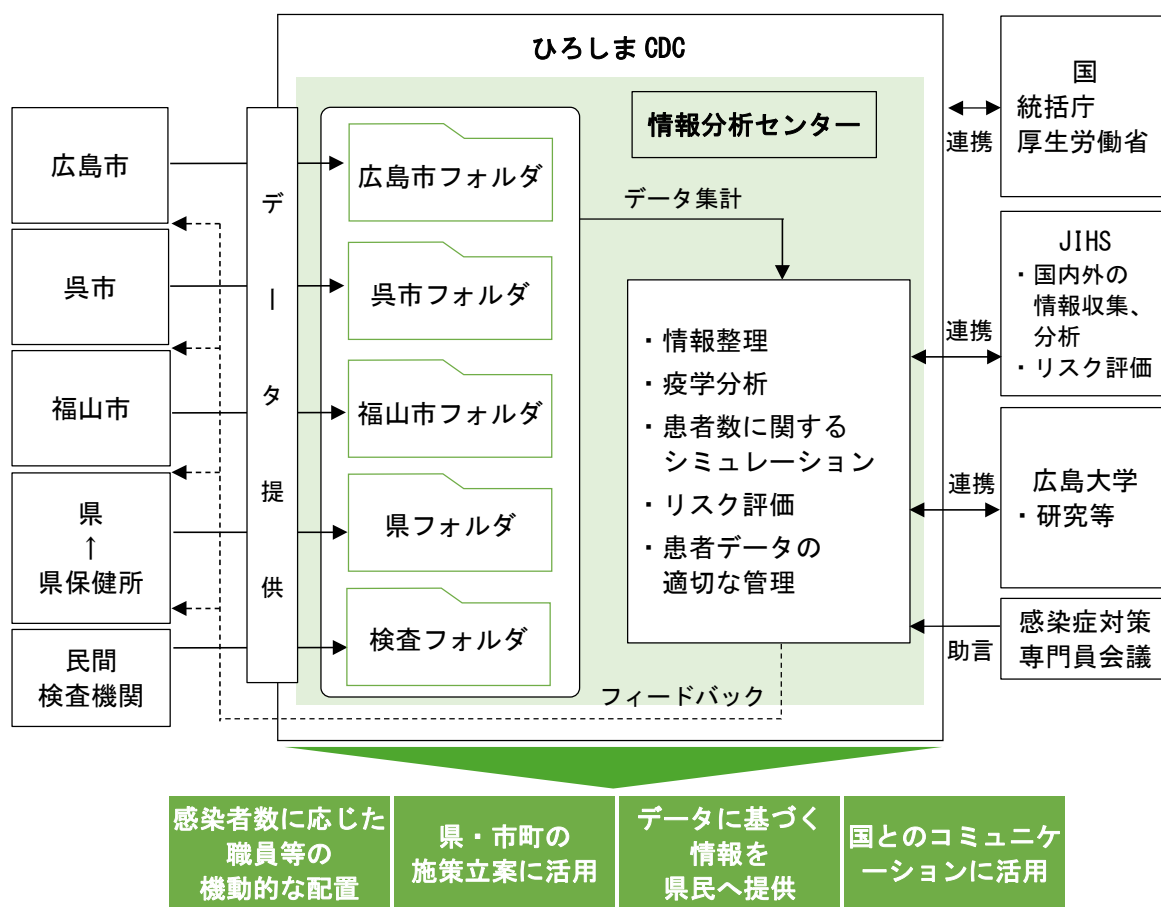 ひろしまCDC
情報分析センター
広島市
呉市
福山市
県
↑
県保健所
民間
検査機関
データ提供
広島市フォルダ
呉市フォルダ
福山市フォルダ
県フォルダ
検査フォルダ
データ集計
・情報整理
・疫学分析
・患者数に関する
シミュレーション
・リスク評価
・患者データの
適切な管理
フィードバック
連携
国
統括庁
厚生労働省
連携
JIHS
・国内外の
情報収集、
分析
・リスク評価
連携
広島大学
・研究等
助言
感染症対策
専門員会議
感染者数に応じた
職員等の
機動的な配置
県・市町の
施策立案に活用
データに基づく
情報を
県民へ提供
国とのコミュニケ
ーションに活用